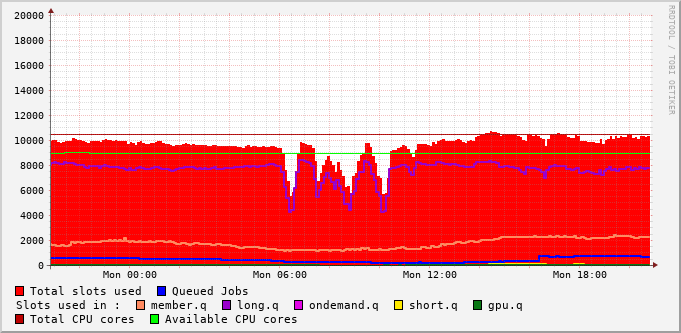 20000
18000
16000
14000
12000
10000
8000
6000
4000
2000
0
Mon 00:00 Mon 06:00 Mon 12:00 Mon 18:00
RRDTOOL / TOBI OETIKER
Total slots used Queued Jobs
Slots used in : member.q long.q ondemand.q short.q gpu.q
Total CPU cores Available CPU cores